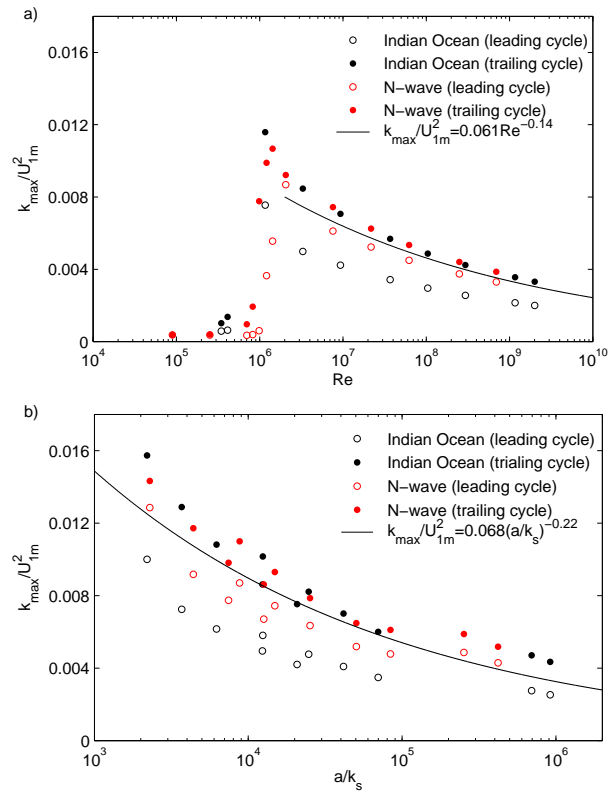 a)
0.016
0.012
0.008
0.004
0
k_max/U²_1m
Indian Ocean (leading cycle)
Indian Ocean (trailing cycle)
N−wave (leading cycle)
N−wave (trailing cycle)
k_max/U²_1m=0.061Re^−0.14
10⁴ 10⁵ 10⁶ 10⁷ 10⁸ 10⁹ 10¹⁰
Re
b)
0.016
0.012
0.008
0.004
0
k_max/U²_1m
Indian Ocean (leading cycle)
Indian Ocean (trialing cycle)
N−wave (leading cycle)
N−wave (trailing cycle)
k_max/U²_1m=0.068(a/k_s)^−0.22
10³ 10⁴ 10⁵ 10⁶
a/k_s